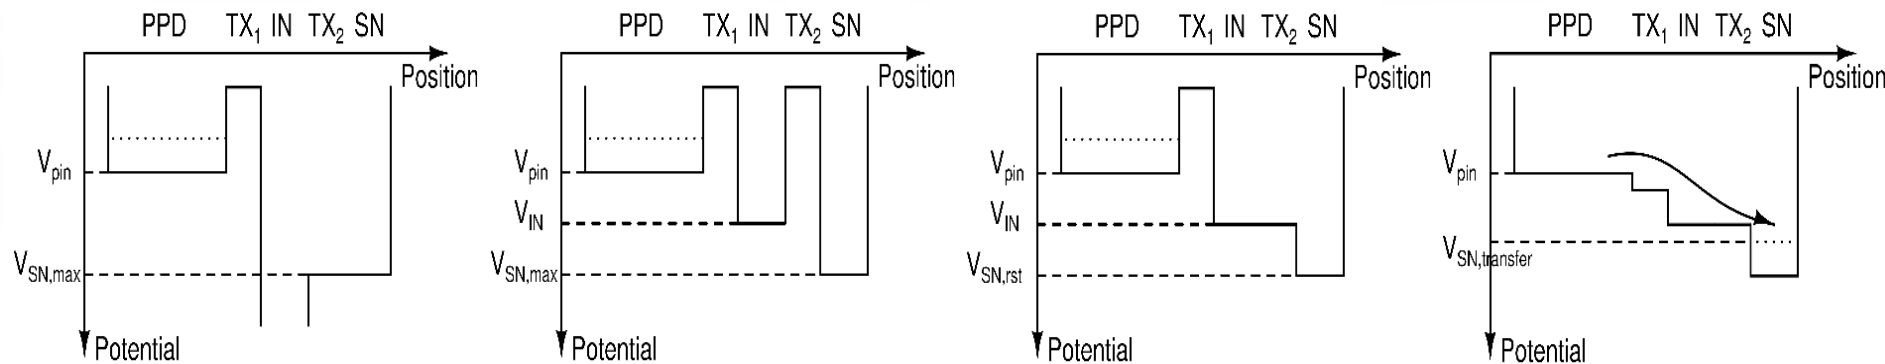 PPD TX1 IN TX2 SN
Position
Vpin
VSN,max
Potential
PPD TX1 IN TX2 SN
Position
Vpin
VIN
VSN,max
Potential
PPD TX1 IN TX2 SN
Position
Vpin
VIN
VSN,rst
Potential
PPD TX1 IN TX2 SN
Position
Vpin
VSN,transfer
Potential